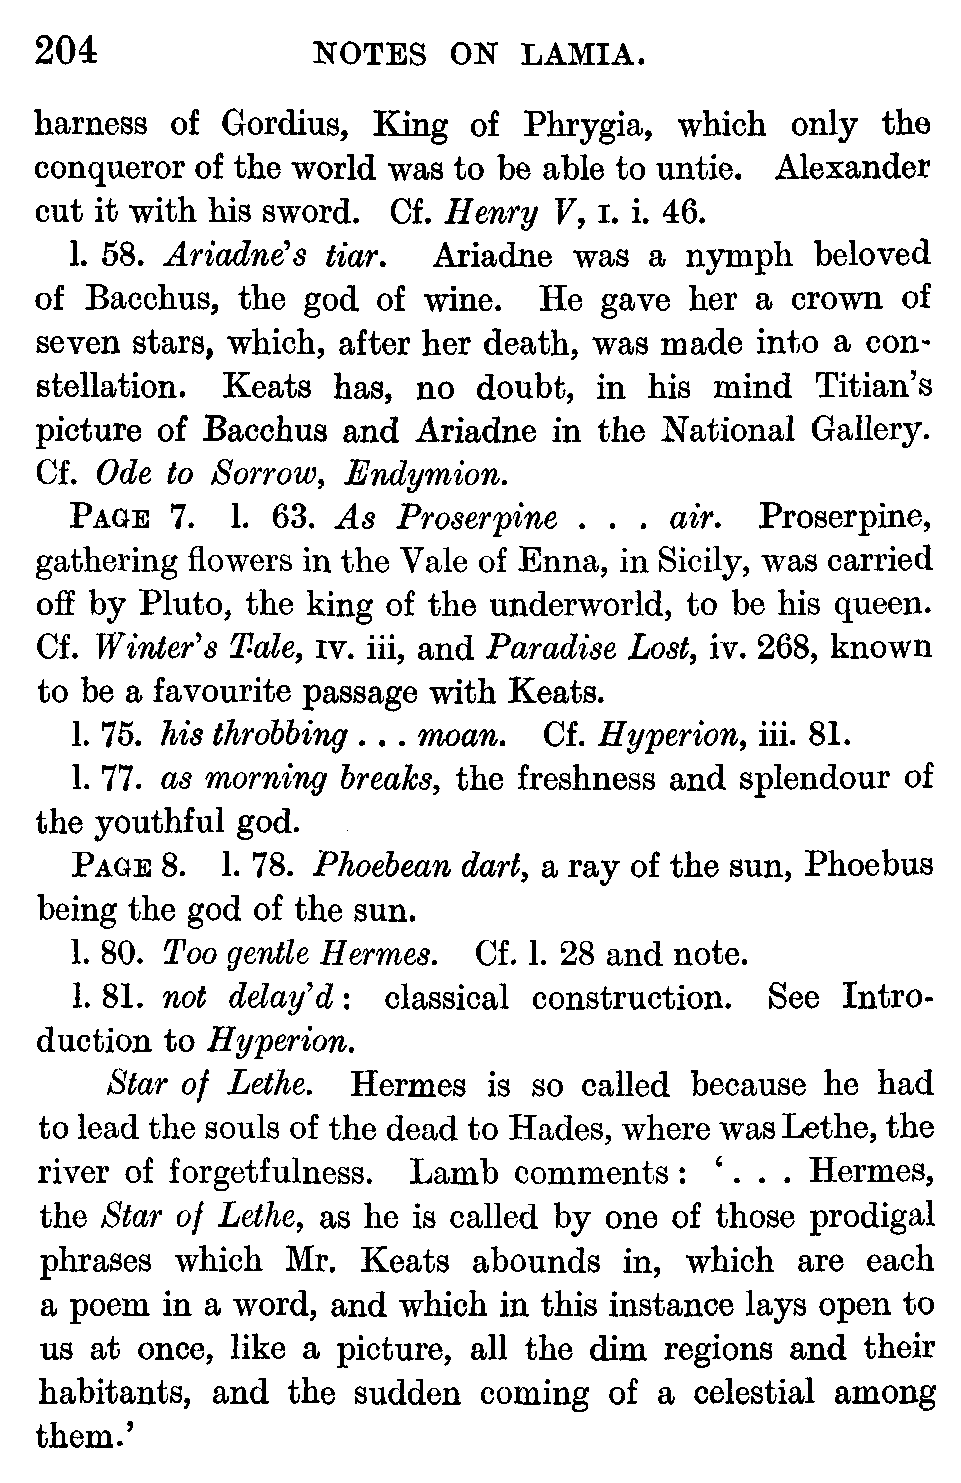 204 NOTES ON LAMIA.
harness of Gordius, King of Phrygia, which only the
conqueror of the world was to be able to untie. Alexander
cut it with his sword. Cf. Henry V, I. i. 46.
l. 58. Ariadne's tiar. Ariadne was a nymph beloved
of Bacchus, the god of wine. He gave her a crown of
seven stars, which, after her death, was made into a con-
stellation. Keats has, no doubt, in his mind Titian's
picture of Bacchus and Ariadne in the National Gallery.
Cf. Ode to Sorrow, Endymion.
PAGE 7. l. 63. As Proserpine . . . air. Proserpine,
gathering flowers in the Vale of Enna, in Sicily, was carried
off by Pluto, the king of the underworld, to be his queen.
Cf. Winter's Tale, IV. iii, and Paradise Lost, iv. 268, known
to be a favourite passage with Keats.
l. 75. his throbbing . . . moan. Cf. Hyperion, iii. 81.
l. 77. as morning breaks, the freshness and splendour of
the youthful god.
PAGE 8. l. 78. Phoebean dart, a ray of the sun, Phoebus
being the god of the sun.
l. 80. Too gentle Hermes. Cf. l. 28 and note.
l. 81. not delay'd: classical construction. See Intro-
duction to Hyperion.
Star of Lethe. Hermes is so called because he had
to lead the souls of the dead to Hades, where was Lethe, the
river of forgetfulness. Lamb comments: '. . . Hermes,
the Star of Lethe, as he is called by one of those prodigal
phrases which Mr. Keats abounds in, which are each
a poem in a word, and which in this instance lays open to
us at once, like a picture, all the dim regions and their
habitants, and the sudden coming of a celestial among
them.'